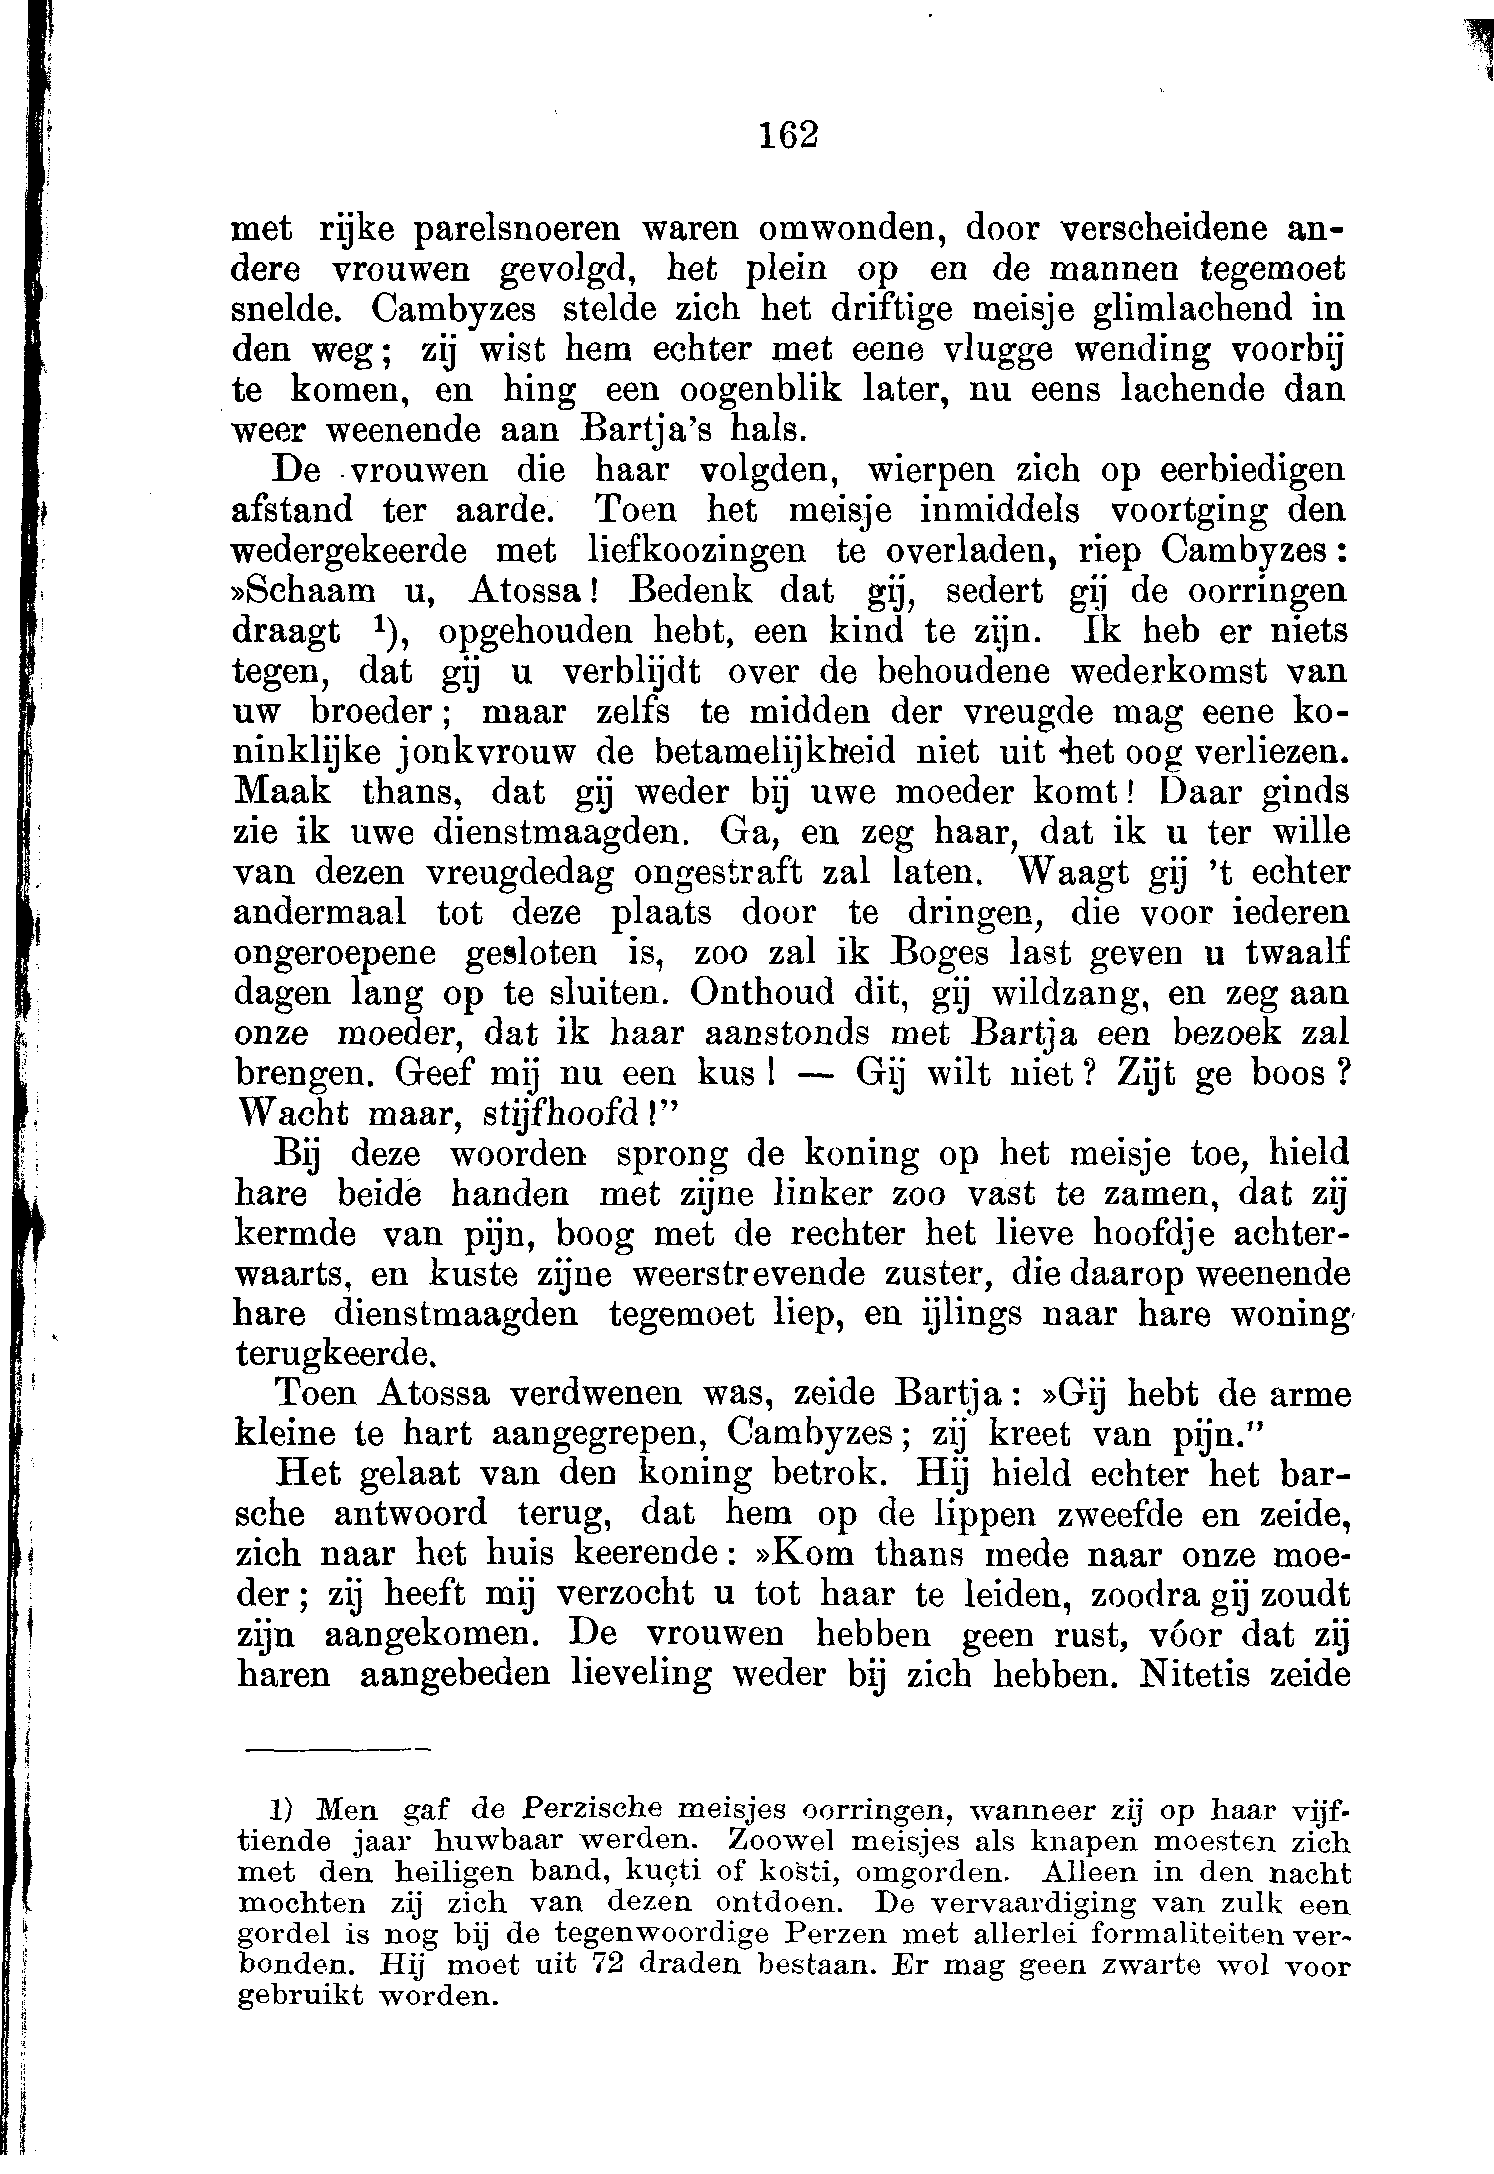 162
met rijke parelsnoeren waren omwonden, door verscheidene an-
dere vrouwen gevolgd, het plein op en de mannen tegemoet
snelde. Cambyzes stelde zich het driftige meisje glimlachend in
den weg; zij wist hem echter met eene vlugge wending voorbij
te komen, en hing een oogenblik later, nu eens lachende dan
weer weenende aan Bartja's hals.
De vrouwen die haar volgden, wierpen zich op eerbiedigen
afstand ter aarde. Toen het meisje inmiddels voortging den
wedergekeerde met liefkoozingen te overladen, riep Cambyzes:
»Schaam u, Atossa! Bedenk dat gij, sedert gij de oorringen
draagt ¹), opgehouden hebt, een kind te zijn. Ik heb er niets
tegen, dat gij u verblijdt over de behoudene wederkomst van
uw broeder; maar zelfs te midden der vreugde mag eene ko-
ninklijke jonkvrouw de betamelijkheid niet uit het oog verliezen.
Maak thans, dat gij weder bij uwe moeder komt! Daar ginds
zie ik uwe dienstmaagden. Ga, en zeg haar, dat ik u ter wille
van dezen vreugdedag ongestraft zal laten. Waagt gij 't echter
andermaal tot deze plaats door te dringen, die voor iederen
ongeroepene gesloten is, zoo zal ik Boges last geven u twaalf
dagen lang op te sluiten. Onthoud dit, gij wildzang, en zeg aan
onze moeder, dat ik haar aanstonds met Bartja een bezoek zal
brengen. Geef mij nu een kus! — Gij wilt niet? Zijt ge boos?
Wacht maar, stijfhoofd!"
Bij deze woorden sprong de koning op het meisje toe, hield
hare beide handen met zijne linker zoo vast te zamen, dat zij
kermde van pijn, boog met de rechter het lieve hoofdje achter-
waarts, en kuste zijne weerstrevende zuster, die daarop weenende
hare dienstmaagden tegemoet liep, en ijlings naar hare woning
terugkeerde.
Toen Atossa verdwenen was, zeide Bartja: »Gij hebt de arme
kleine te hart aangegrepen, Cambyzes; zij kreet van pijn."
Het gelaat van den koning betrok. Hij hield echter het bar-
sche antwoord terug, dat hem op de lippen zweefde en zeide,
zich naar het huis keerende: »Kom thans mede naar onze moe-
der; zij heeft mij verzocht u tot haar te leiden, zoodra gij zoudt
zijn aangekomen. De vrouwen hebben geen rust, vóor dat zij
haren aangebeden lieveling weder bij zich hebben. Nitetis zeide
1) Men gaf de Perzische meisjes oorringen, wanneer zij op haar vijf-
tiende jaar huwbaar werden. Zoowel meisjes als knapen moesten zich
met den heiligen band, kuçti of kosti, omgorden. Alleen in den nacht
mochten zij zich van dezen ontdoen. De vervaardiging van zulk een
gordel is nog bij de tegenwoordige Perzen met allerlei formaliteiten ver-
bonden. Hij moet uit 72 draden bestaan. Er mag geen zwarte wol voor
gebruikt worden.